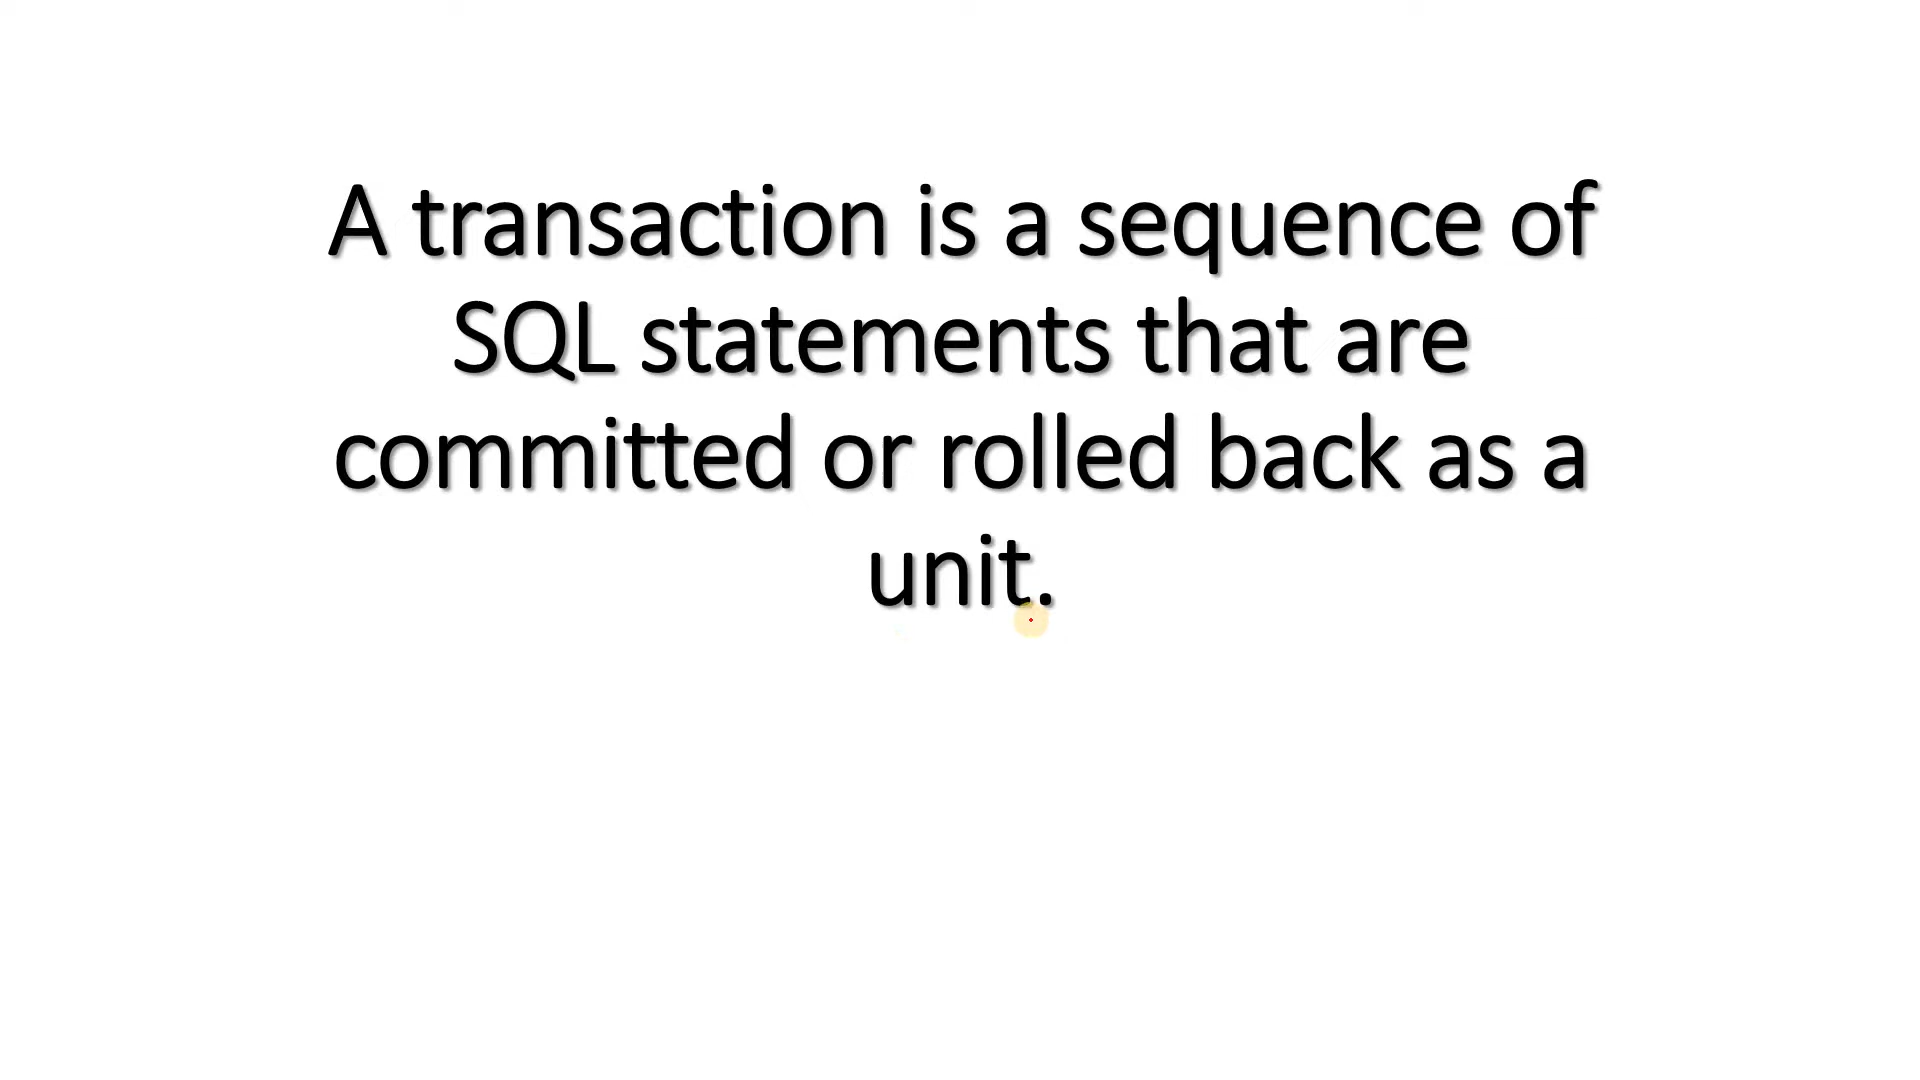 A transaction is a sequence of
SQL statements that are
committed or rolled back as a
unit.